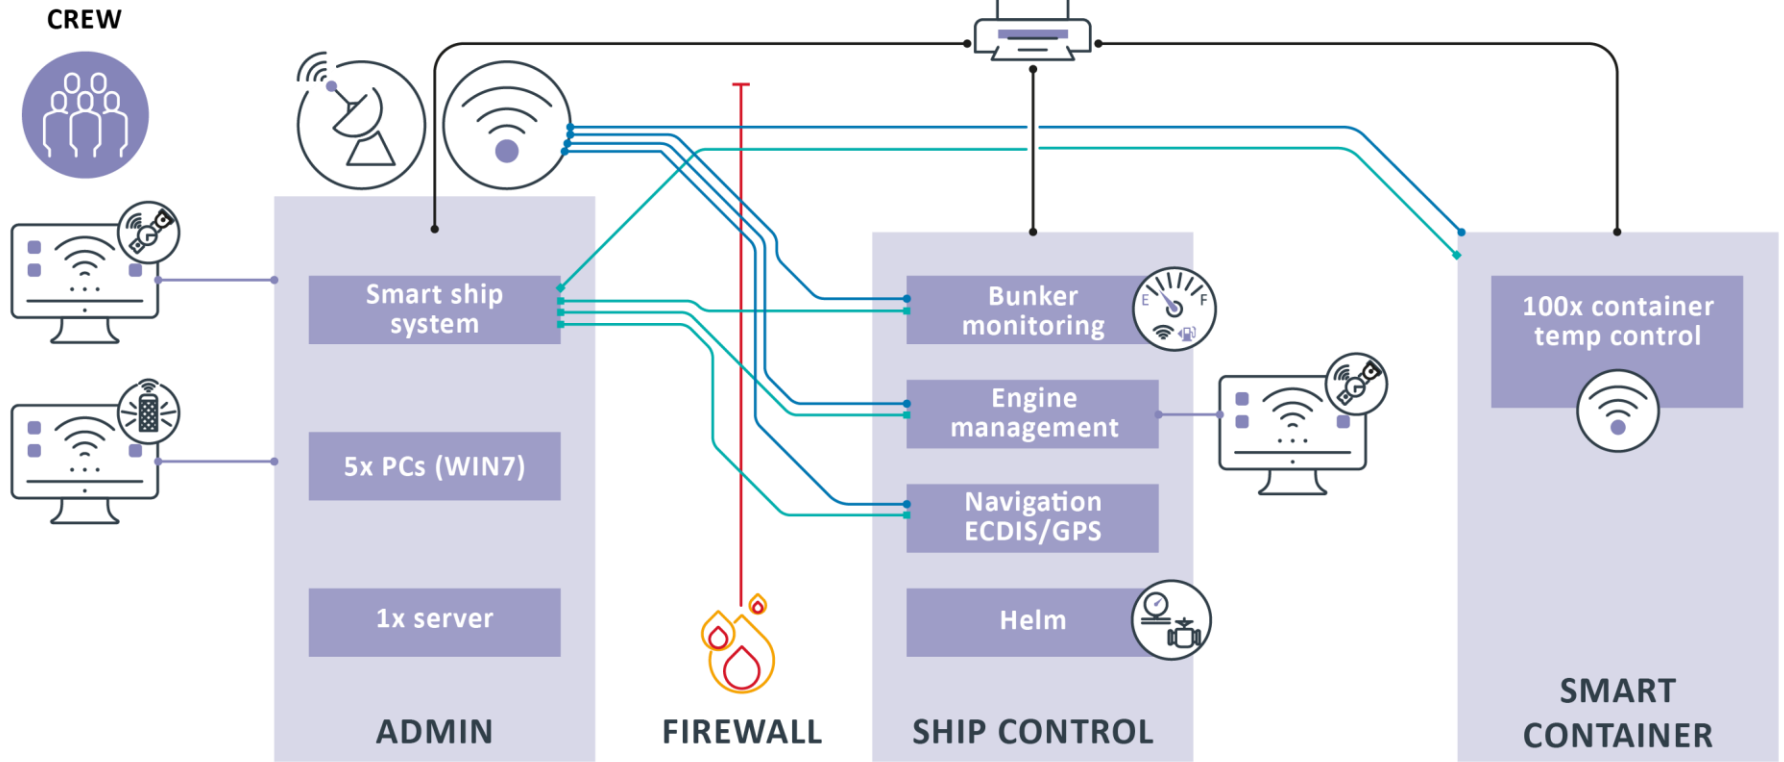 CREW
Smart ship
system
5x PCs (WIN7)
1x server
ADMIN
FIREWALL
Bunker
monitoring
E
F
Engine
management
Navigation
ECDIS/GPS
Helm
SHIP CONTROL
100x container
temp control
SMART
CONTAINER